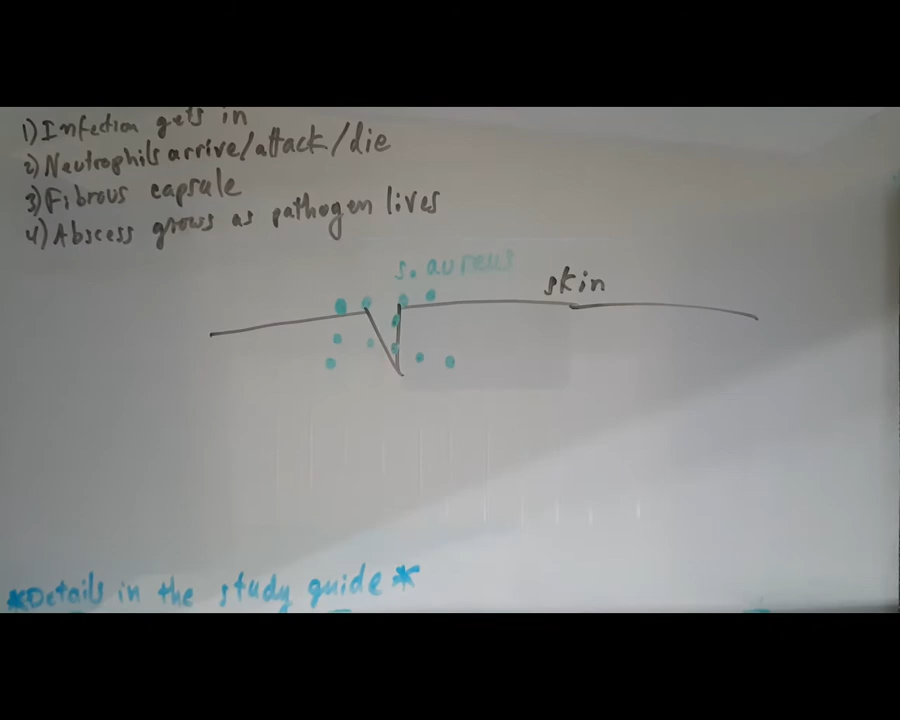 1) Infection gets in
2) Neutrophils arrive/attack/die
3) Fibrous capsule
4) Abscess grows as pathogen lives
s. aureus
skin
*Details in the study guide*